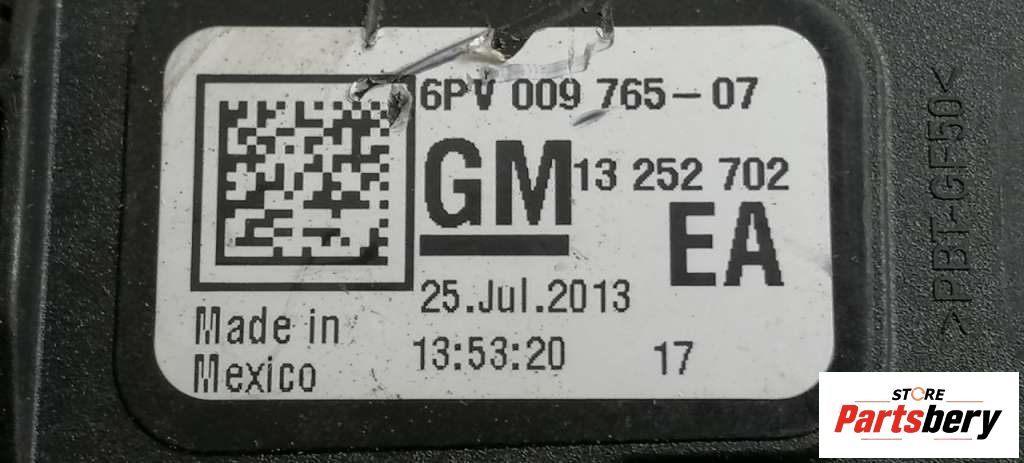 6PV 009 765-07
GM 13 252 702
EA
25.Jul.2013
Made in
Mexico
13:53:20 17
>PBT-GF50<
STORE
Partsbery